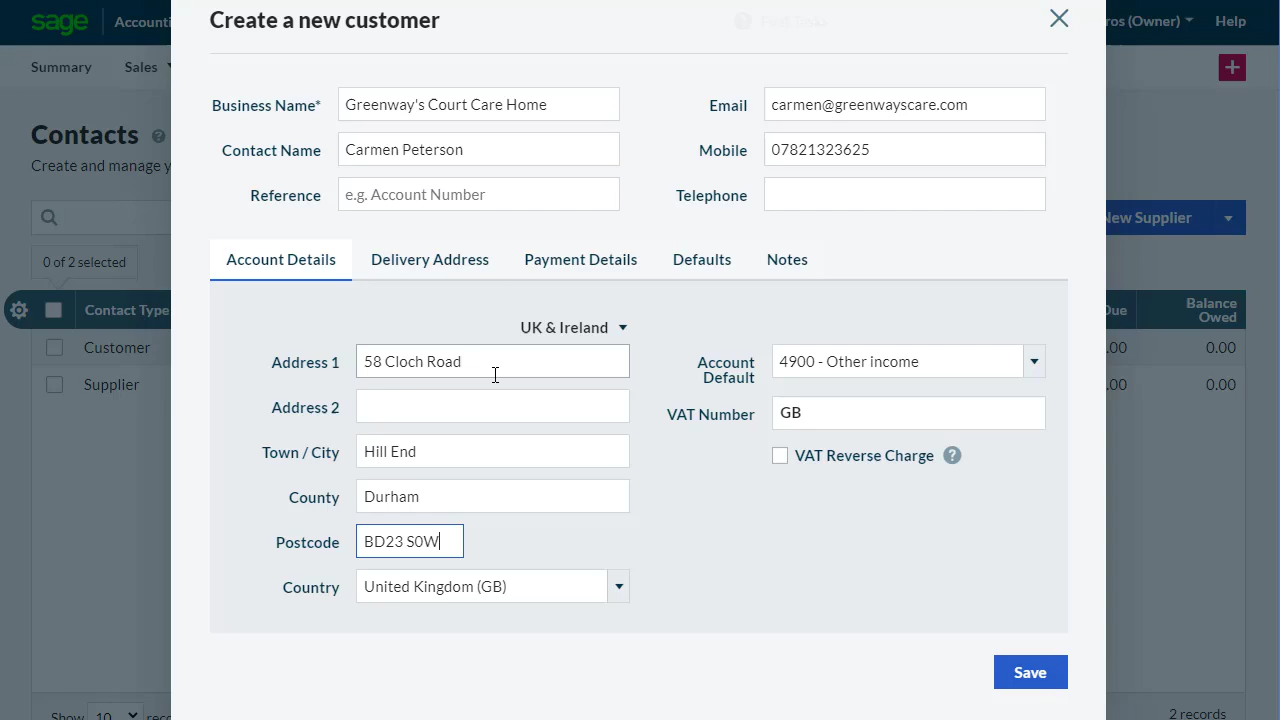 Create a new customer
sage
Accounti
ros (Owner)
Help
Summary
Sales
Business Name*
Greenway's Court Care Home
Email
carmen@greenwayscare.com
Contacts
Contact Name
Carmen Peterson
Mobile
07821323625
Create and manage y
Reference
e.g. Account Number
Telephone
New Supplier
0 of 2 selected
Account Details
Delivery Address
Payment Details
Defaults
Notes
Contact Type
Due
Balance
Owed
UK & Ireland
Customer
.00
0.00
Address 1
58 Cloch Road
Account
Default
4900 - Other income
Supplier
.00
0.00
Address 2
VAT Number
GB
Town / City
Hill End
VAT Reverse Charge
County
Durham
Postcode
BD23 S0W
Country
United Kingdom (GB)
Save
Show
10
reco
2 records